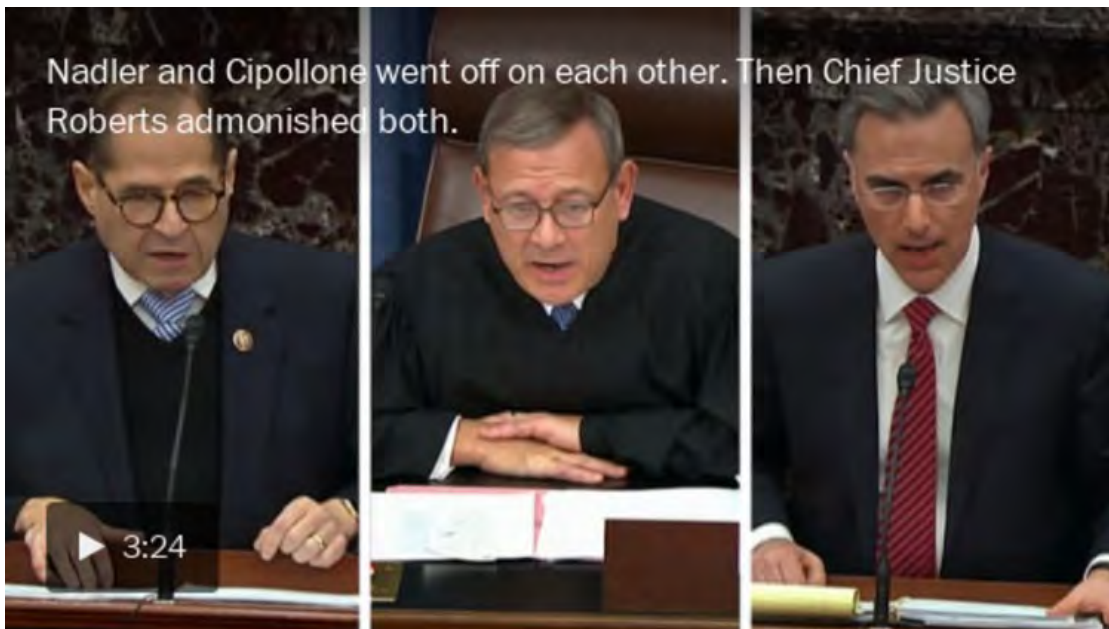 Nadler and Cipollone went off on each other. Then Chief Justice
Roberts admonished both.
3:24